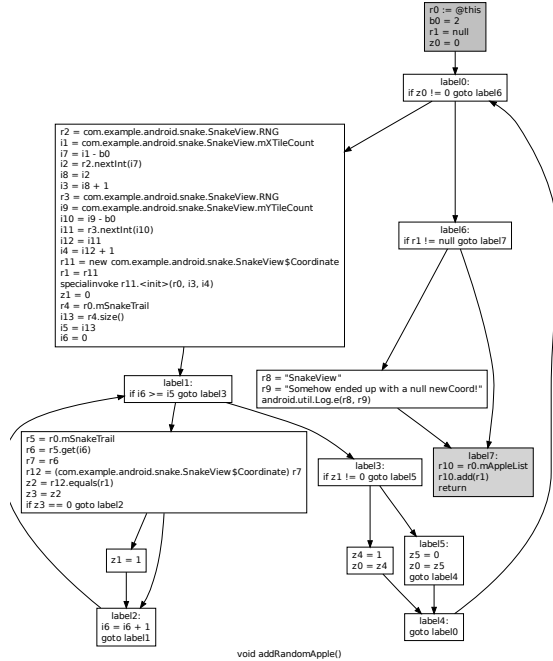 r0 := @this
b0 = 2
r1 = null
z0 = 0
label0:
if z0 != 0 goto label6
r2 = com.example.android.snake.SnakeView.RNG
i1 = com.example.android.snake.SnakeView.mXTileCount
i7 = i1 - b0
i2 = r2.nextInt(i7)
i8 = i2
i3 = i8 + 1
r3 = com.example.android.snake.SnakeView.RNG
i9 = com.example.android.snake.SnakeView.mYTileCount
i10 = i9 - b0
i11 = r3.nextInt(i10)
i12 = i11
i4 = i12 + 1
r11 = new com.example.android.snake.SnakeView$Coordinate
r1 = r11
specialinvoke r11.<init>(r0, i3, i4)
z1 = 0
r4 = r0.mSnakeTrail
i13 = r4.size()
i5 = i13
i6 = 0
label6:
if r1 != null goto label7
r8 = "SnakeView"
r9 = "Somehow ended up with a null newCoord!"
android.util.Log.e(r8, r9)
label1:
if i6 >= i5 goto label3
r5 = r0.mSnakeTrail
r6 = r5.get(i6)
r7 = r6
r12 = (com.example.android.snake.SnakeView$Coordinate) r7
z2 = r12.equals(r1)
z3 = z2
if z3 == 0 goto label2
label3:
if z1 != 0 goto label5
label7:
r10 = r0.mAppleList
r10.add(r1)
return
z1 = 1
z4 = 1
z0 = z4
label5:
z5 = 0
z0 = z5
goto label4
label2:
i6 = i6 + 1
goto label1
label4:
goto label0
void addRandomApple()